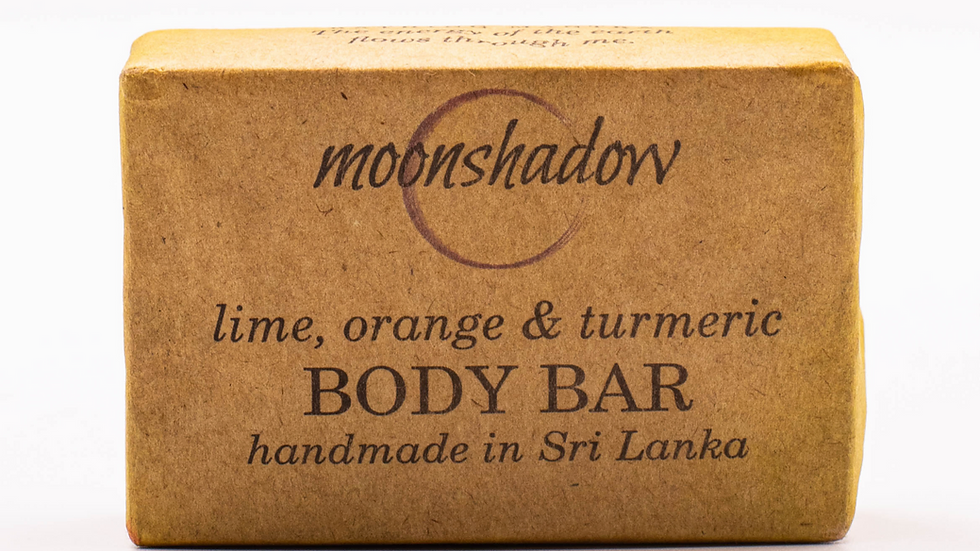 The energy of the earth
flows through me.
moonshadow
lime, orange & turmeric
BODY BAR
handmade in Sri Lanka